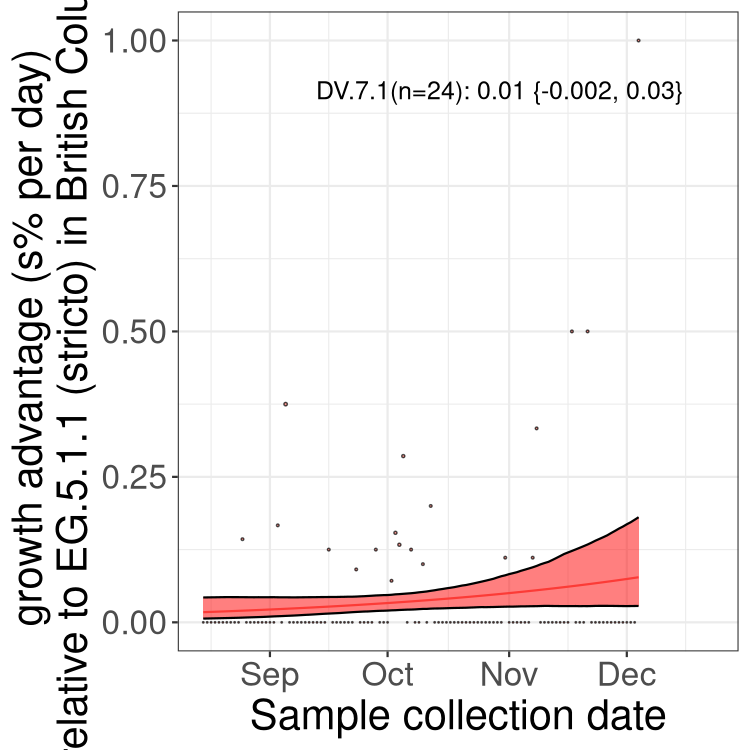 growth advantage (s% per day)
relative to EG.5.1.1 (stricto) in British Colu
1.00
0.75
0.50
0.25
0.00
DV.7.1(n=24): 0.01 {-0.002, 0.03}
Sep Oct Nov Dec
Sample collection date